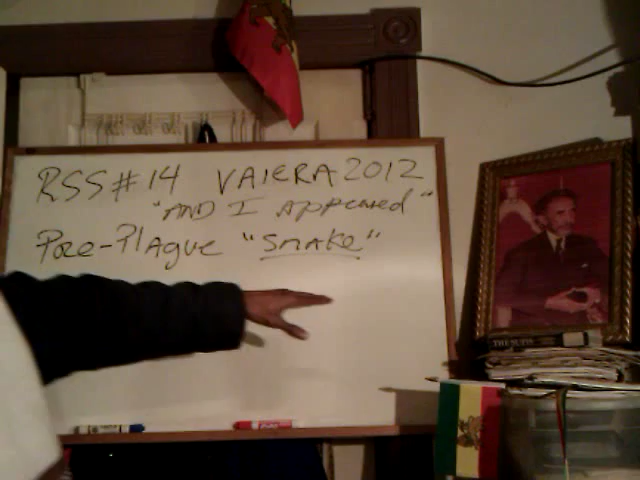 RSS#14 VAIERA 2012
"AND I Appeared"
Pre-Plague "SNAKE"